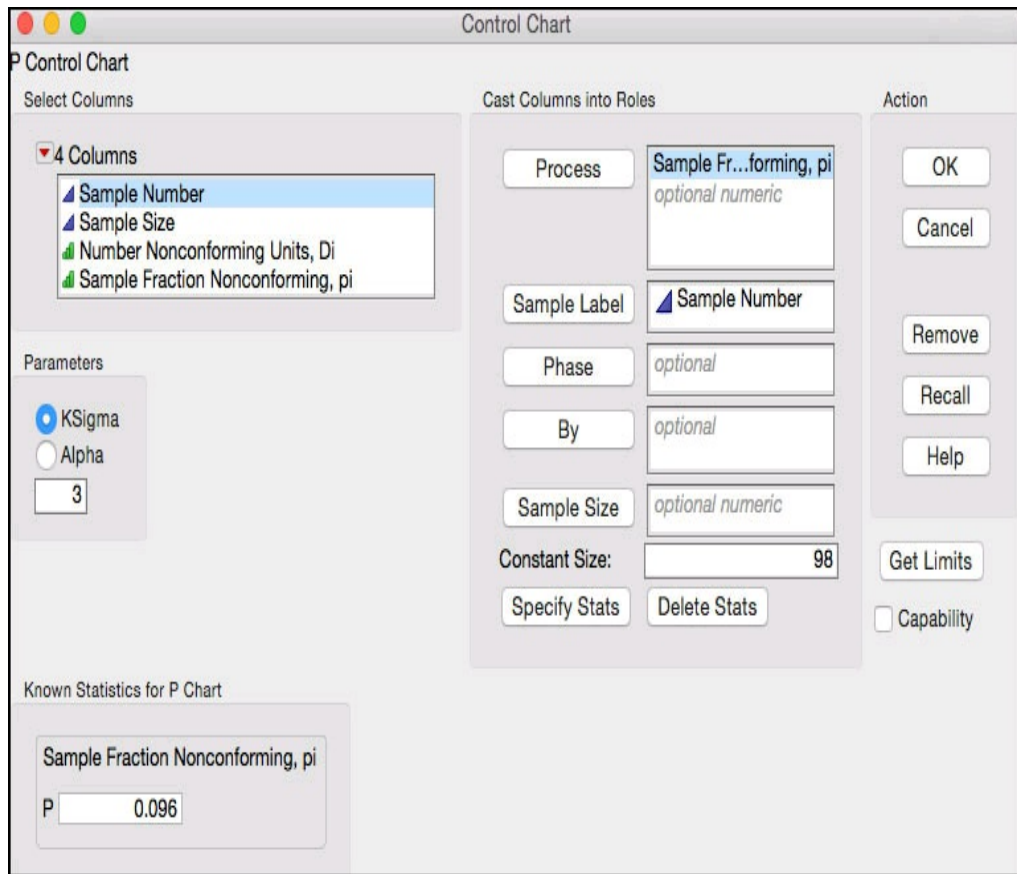 Control Chart
P Control Chart
Select Columns
4 Columns
Sample Number
Sample Size
Number Nonconforming Units, Di
Sample Fraction Nonconforming, pi
Parameters
KSigma
Alpha
3
Known Statistics for P Chart
Sample Fraction Nonconforming, pi
P 0.096
Cast Columns into Roles
Process
Sample Fr...forming, pi
optional numeric
Sample Label
Sample Number
Phase
optional
By
optional
Sample Size
optional numeric
Constant Size: 98
Specify Stats
Delete Stats
Action
OK
Cancel
Remove
Recall
Help
Get Limits
Capability